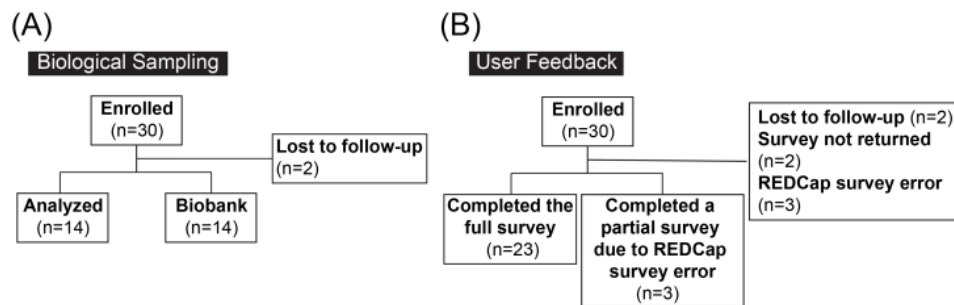 (A)
Biological Sampling
Enrolled
(n=30)
Lost to follow-up
(n=2)
Analyzed
(n=14)
Biobank
(n=14)
(B)
User Feedback
Enrolled
(n=30)
Lost to follow-up (n=2)
Survey not returned
(n=2)
REDCap survey error
(n=3)
Completed the
full survey
(n=23)
Completed a
partial survey
due to REDCap
survey error
(n=3)